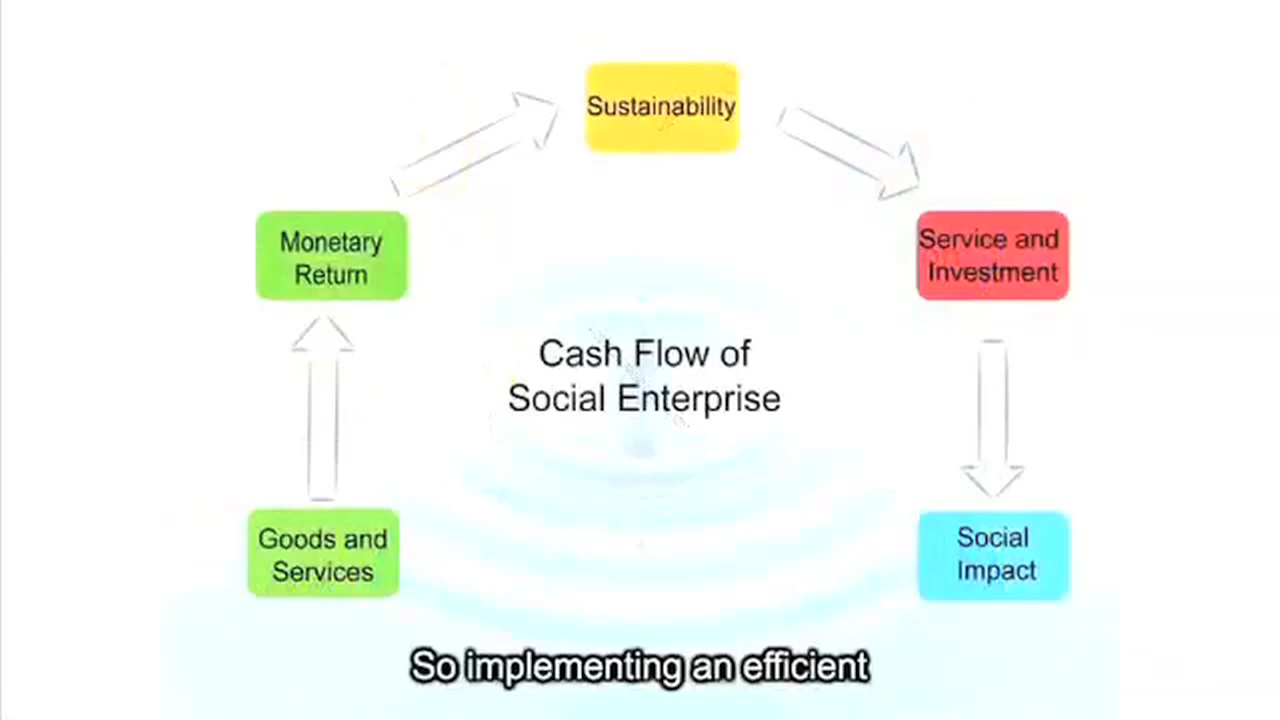 Sustainability
Monetary
Return
Service and
Investment
Cash Flow of
Social Enterprise
Goods and
Services
Social
Impact
So implementing an efficient